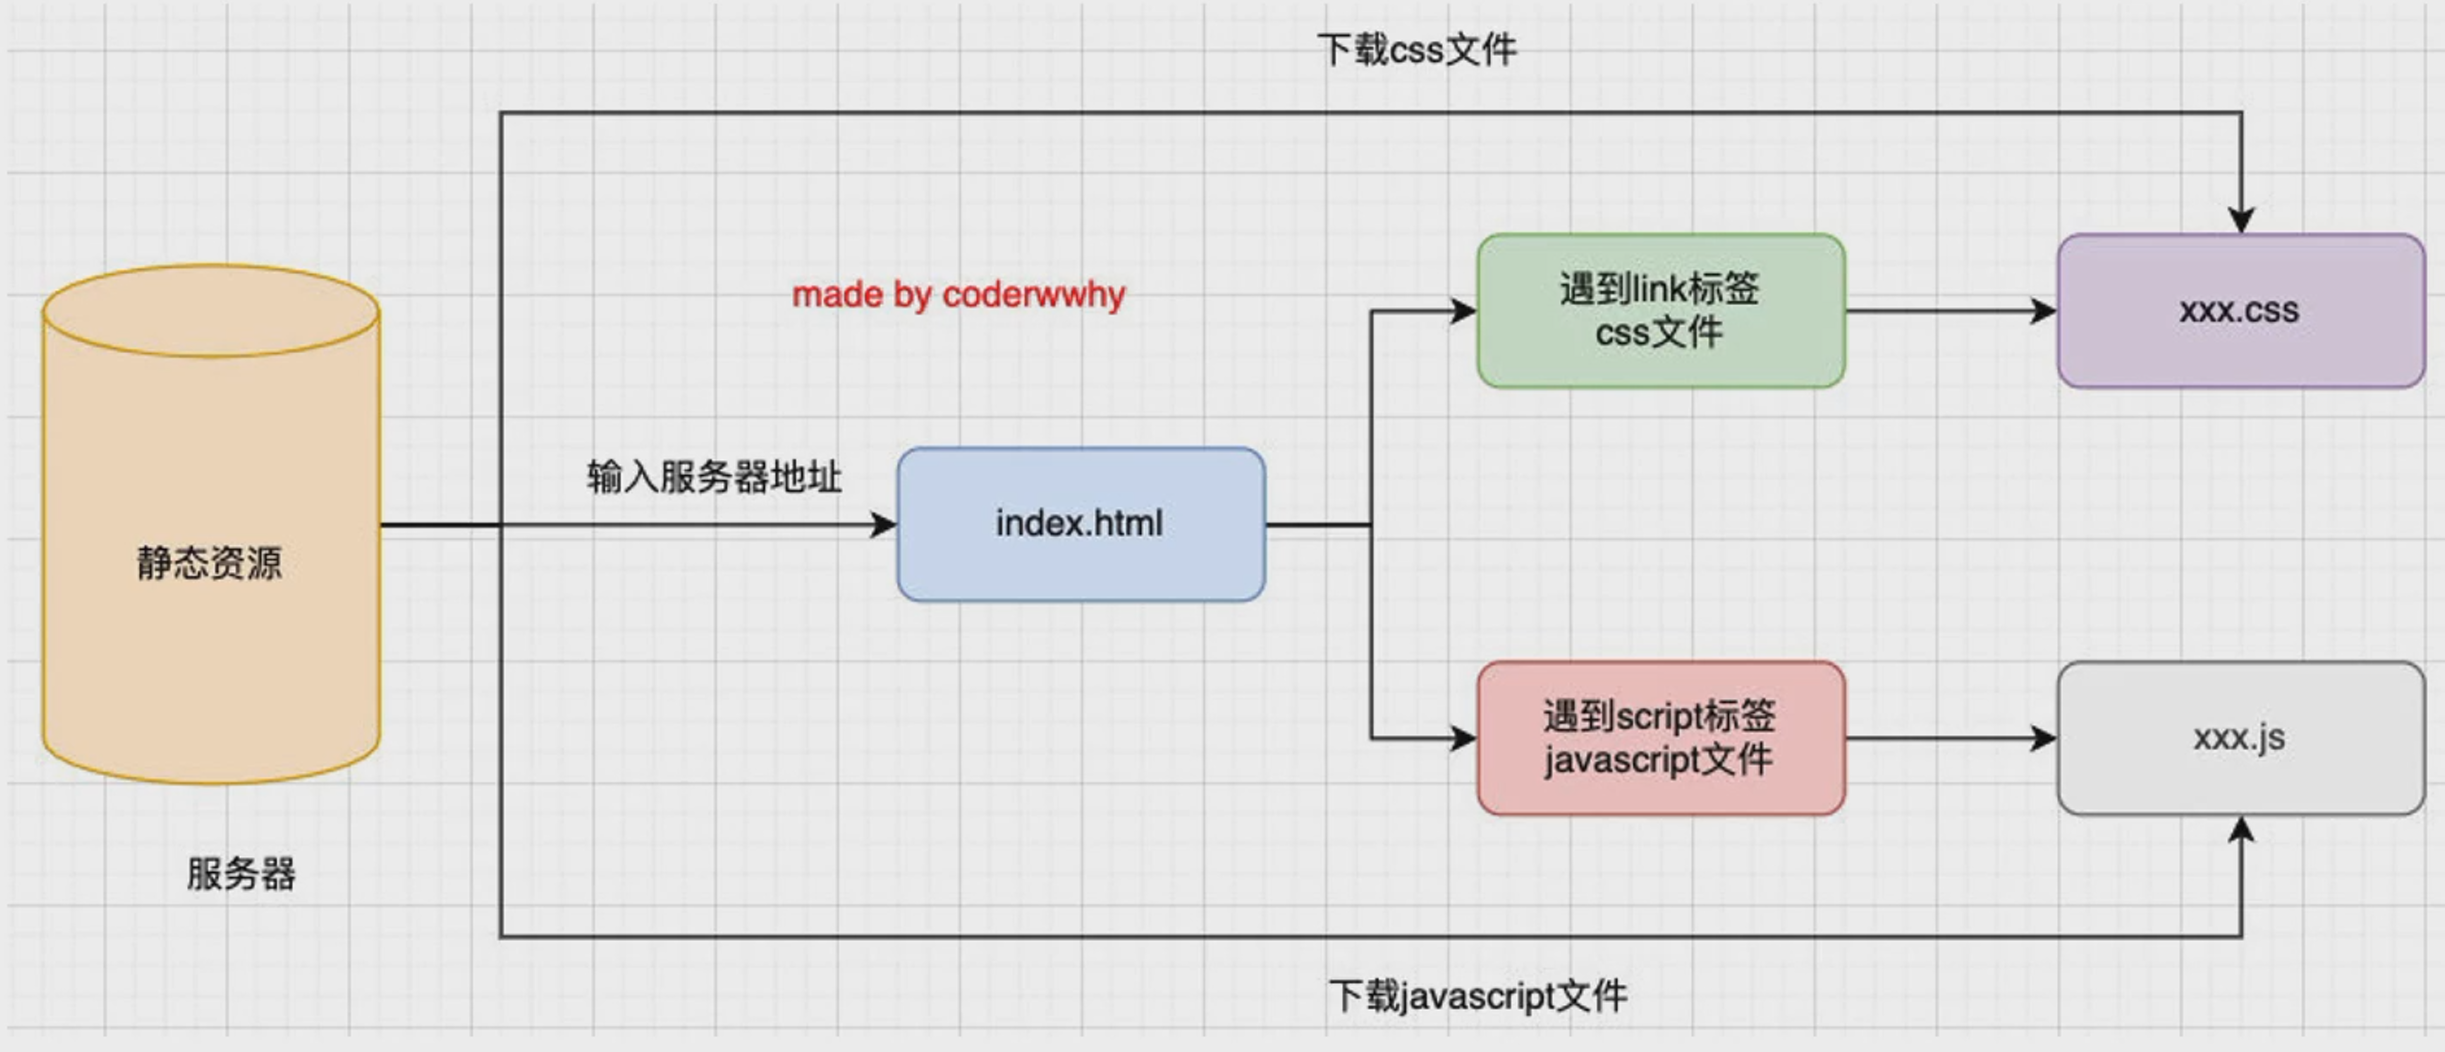 下载css文件
made by coderwwhy
遇到link标签
css文件
xxx.css
输入服务器地址
index.html
静态资源
遇到script标签
javascript文件
xxx.js
服务器
下载javascript文件